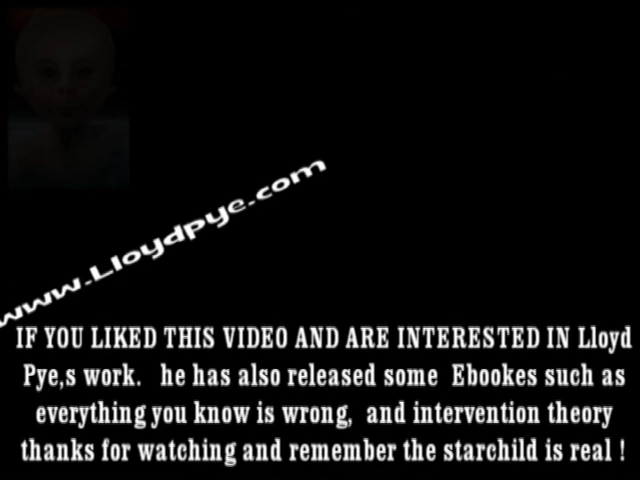 www.Lloydpye.com
IF YOU LIKED THIS VIDEO AND ARE INTERESTED IN Lloyd
Pye,s work. he has also released some Ebookes such as
everything you know is wrong, and intervention theory
thanks for watching and remember the starchild is real !